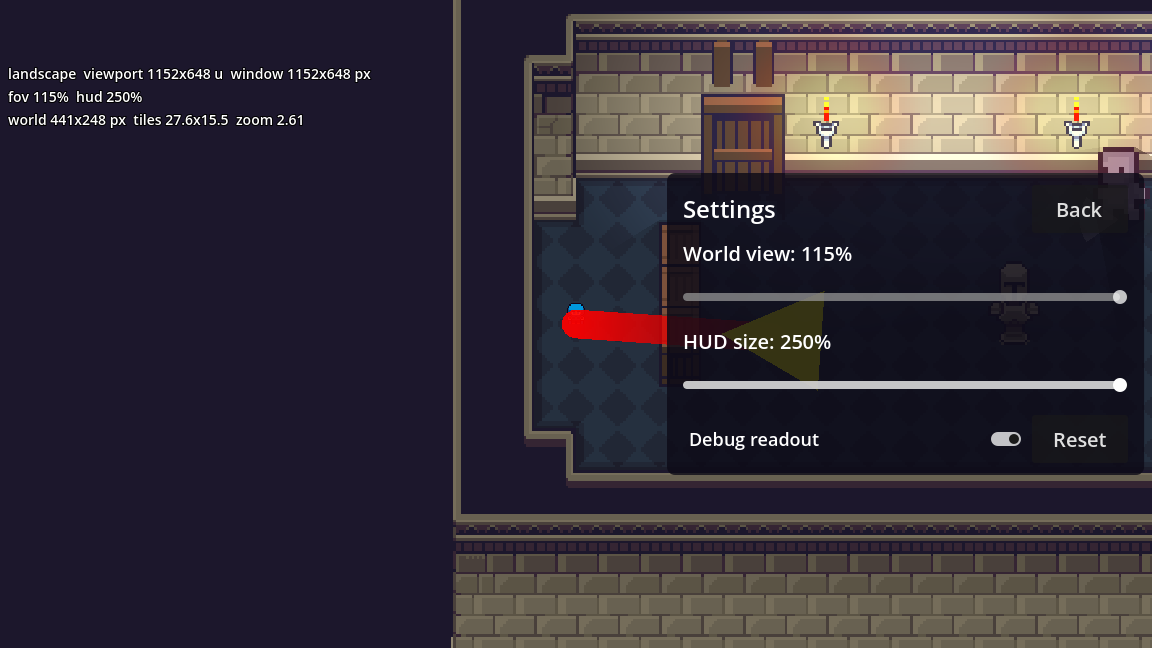 landscape  viewport 1152x648 u  window 1152x648 px
fov 115%  hud 250%
world 441x248 px  tiles 27.6x15.5  zoom 2.61
Settings
Back
World view: 115%
HUD size: 250%
Debug readout
Reset